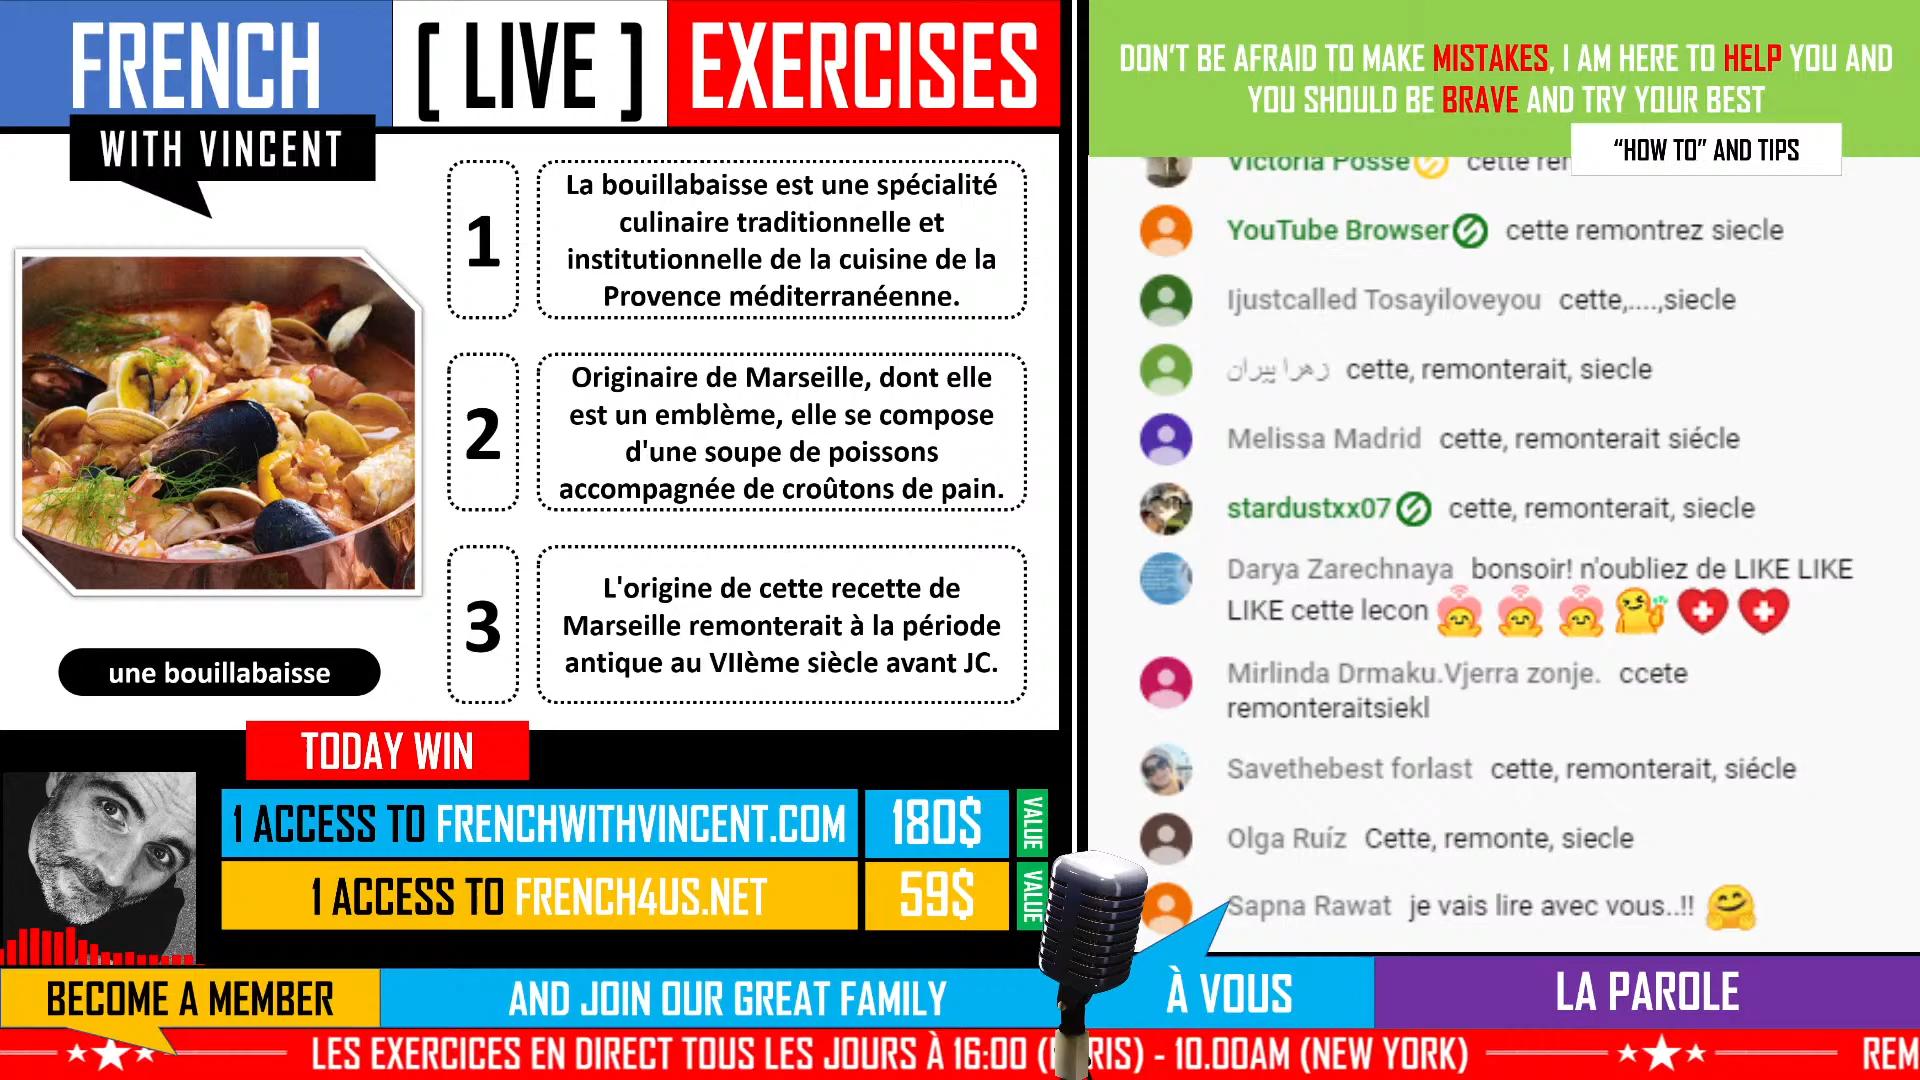 FRENCH
[ LIVE ]
EXERCISES
WITH VINCENT
1
La bouillabaisse est une spécialité
culinaire traditionnelle et
institutionnelle de la cuisine de la
Provence méditerranéenne.
2
Originaire de Marseille, dont elle
est un emblème, elle se compose
d'une soupe de poissons
accompagnée de croûtons de pain.
3
L'origine de cette recette de
Marseille remonterait à la période
antique au VIIème siècle avant JC.
une bouillabaisse
TODAY WIN
1 ACCESS TO FRENCHWITHVINCENT.COM 180$ VALUE
1 ACCESS TO FRENCH4US.NET 59$ VALUE
DON'T BE AFRAID TO MAKE MISTAKES, I AM HERE TO HELP YOU AND
YOU SHOULD BE BRAVE AND TRY YOUR BEST
“HOW TO” AND TIPS
Victoria Posse cette
YouTube Browser cette remontrez siecle
Ijustcalled Tosayiloveyou cette,....,siecle
زهرا پیران cette, remonterait, siecle
Melissa Madrid cette, remonterait siécle
stardustxx07 cette, remonterait, siecle
Darya Zarechnaya bonsoir! n'oubliez de LIKE LIKE
LIKE cette lecon
Mirlinda Drmaku.Vjerra zonje. ccete
remonteraitsiekl
Savethebest forlast cette, remonterait, siécle
Olga Ruíz Cette, remonte, siecle
Sapna Rawat je vais lire avec vous..!!
BECOME A MEMBER
AND JOIN OUR GREAT FAMILY
À VOUS
LA PAROLE
LES EXERCICES EN DIRECT TOUS LES JOURS À 16:00 ( RIS) - 10.00AM (NEW YORK)
REM